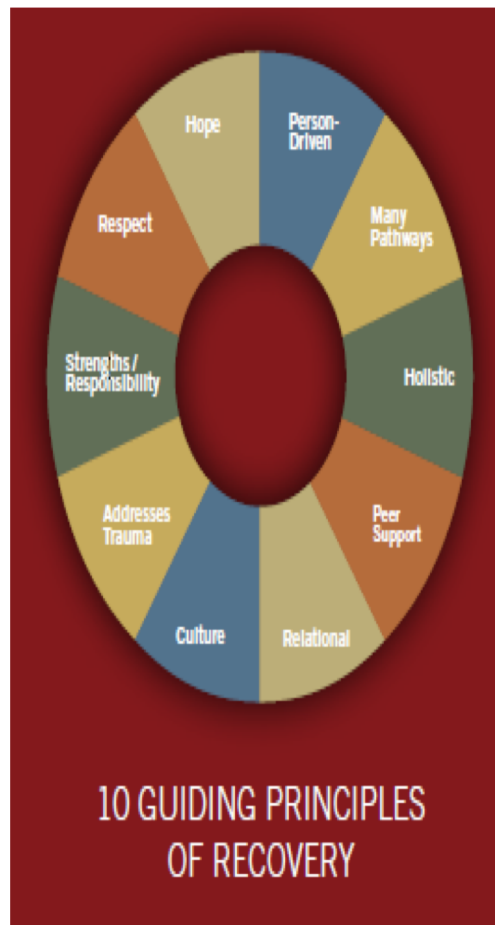 Hope
Person-
Driven
Many
Pathways
Holistic
Peer
Support
Relational
Culture
Addresses
Trauma
Strengths /
Responsibility
Respect
10 GUIDING PRINCIPLES
OF RECOVERY